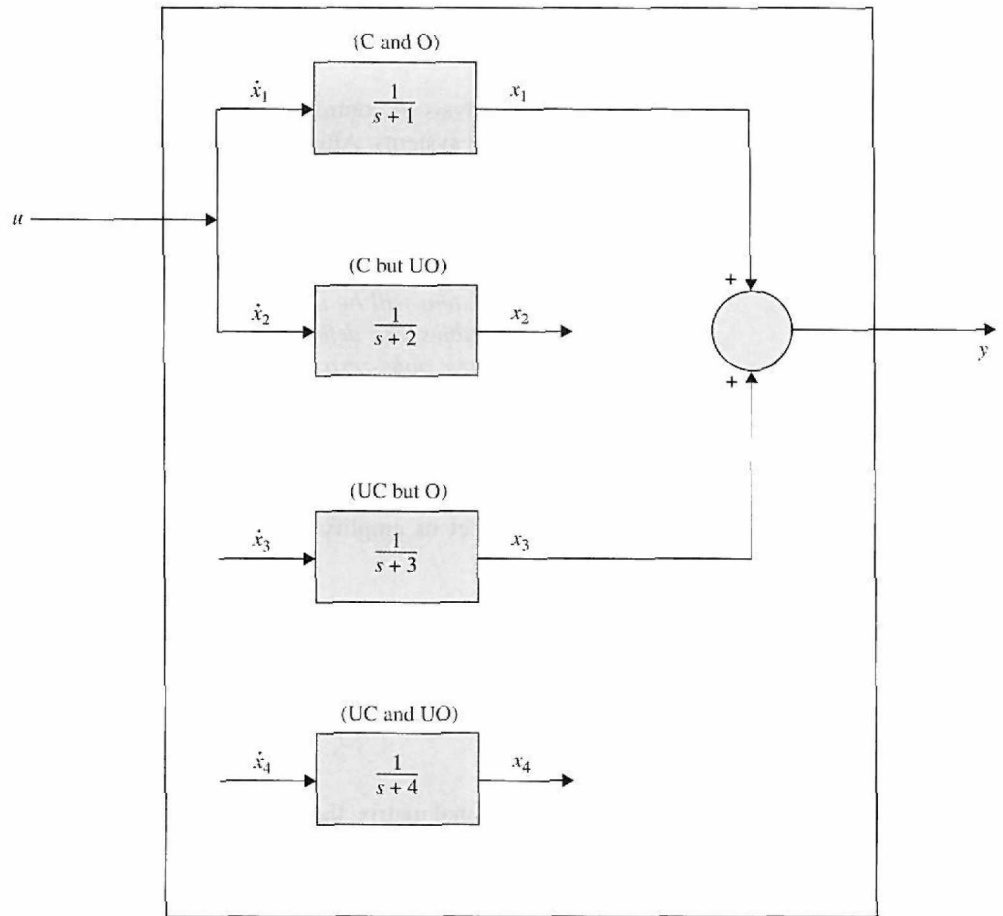 (C and O)
ẋ₁
1
s + 1
x₁
u
+
(C but UO)
ẋ₂
1
s + 2
x₂
+
y
(UC but O)
ẋ₃
1
s + 3
x₃
(UC and UO)
ẋ₄
1
s + 4
x₄